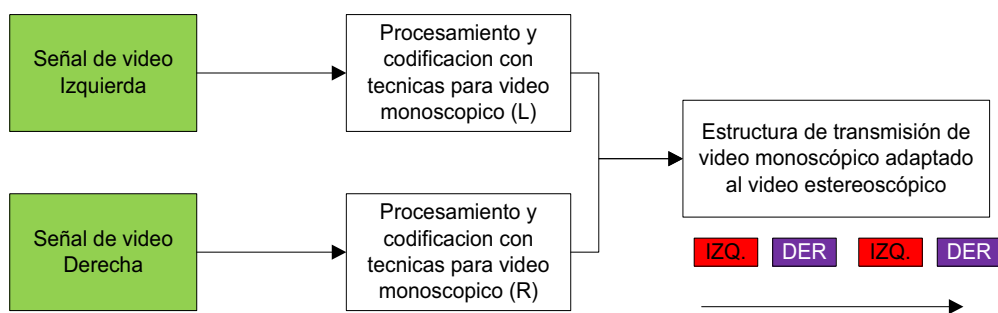 Señal de video
Izquierda
Procesamiento y
codificacion con
tecnicas para video
monoscopico (L)
Estructura de transmisión de
video monoscópico adaptado
al video estereoscópico
Señal de video
Derecha
Procesamiento y
codificacion con
tecnicas para video
monoscopico (R)
IZQ. DER IZQ. DER